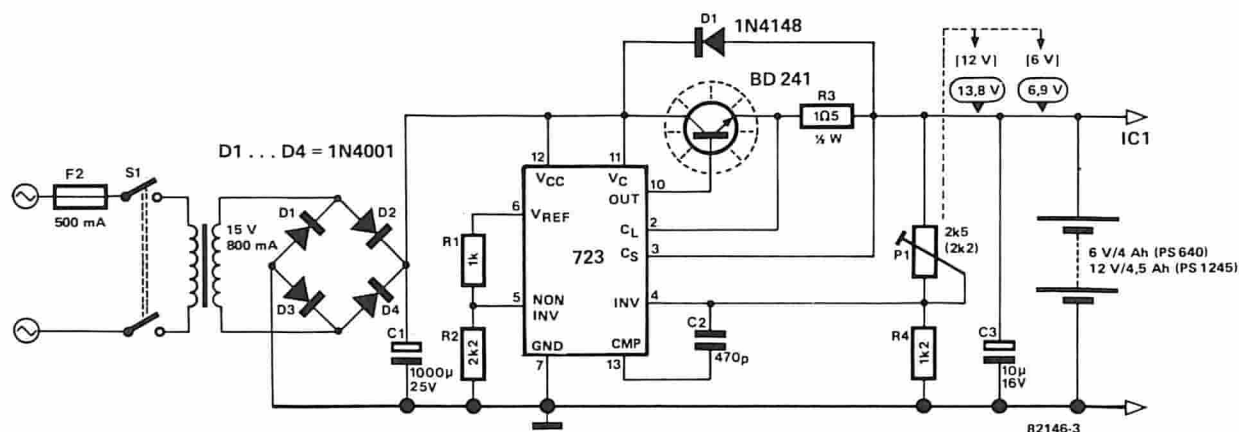 D1
1N4148
BD 241
[12 V]
[6 V]
13,8 V
6,9 V
R3
1Ω5
½ W
IC1
D1 . . . D4 = 1N4001
F2
500 mA
S1
15 V
800 mA
D1
D2
D3
D4
C1
1000µ
25V
R1
1k
R2
2k2
12
VCC
11
VC
OUT
10
6
VREF
CL
2
723
CS
3
5
NON
INV
INV
4
GND
7
CMP
13
C2
470p
2k5
(2k2)
P1
R4
1k2
C3
10µ
16V
6 V/4 Ah (PS 640)
12 V/4,5 Ah (PS 1245)
82146-3